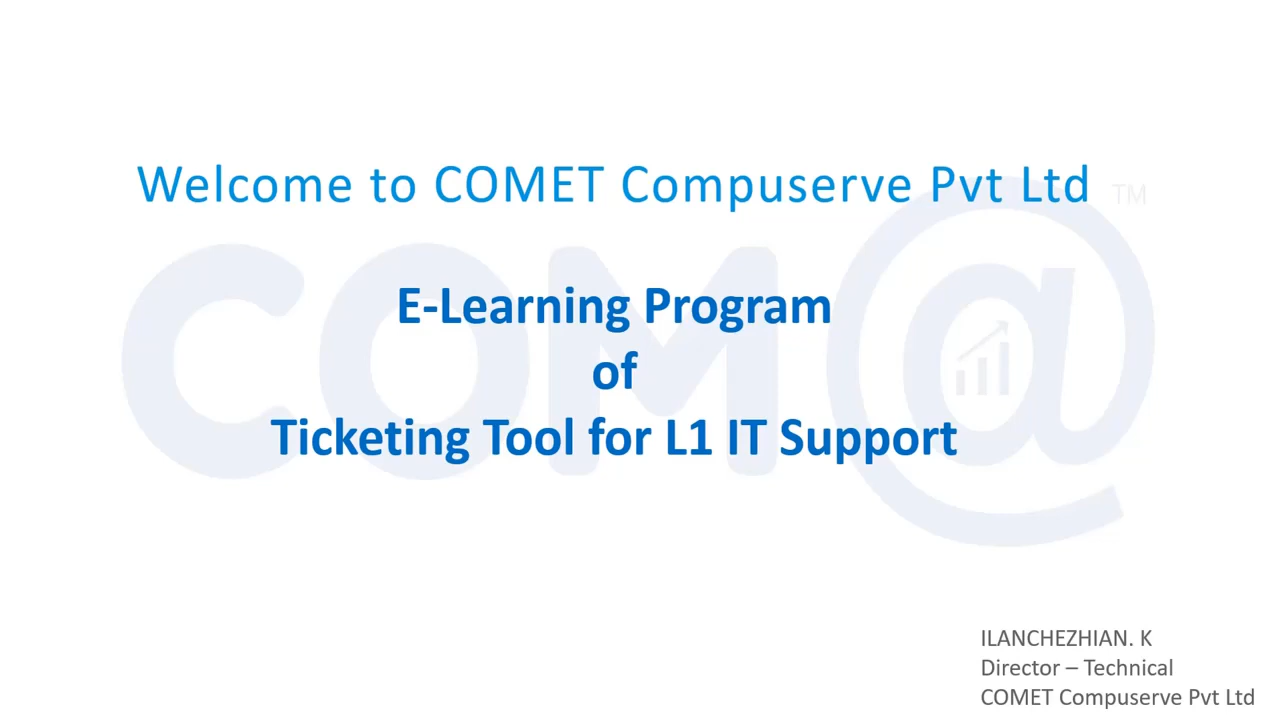 Welcome to COMET Compuserve Pvt Ltd
TM
COM@
E-Learning Program
of
Ticketing Tool for L1 IT Support
ILANCHEZHIAN. K
Director – Technical
COMET Compuserve Pvt Ltd